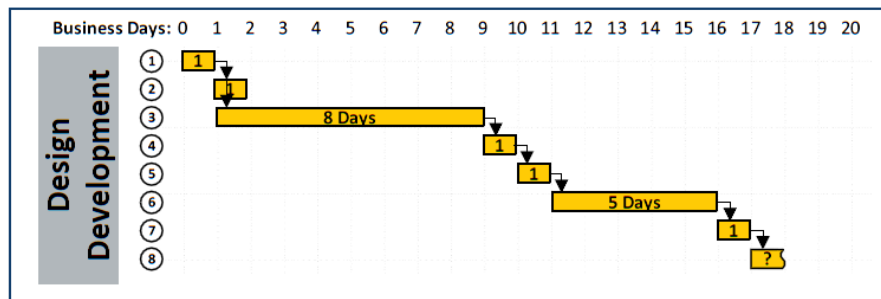 Business Days: 0 1 2 3 4 5 6 7 8 9 10 11 12 13 14 15 16 17 18 19 20
Design Development
1 1
2 1
3 8 Days
4 1
5 1
6 5 Days
7 1
8 ?